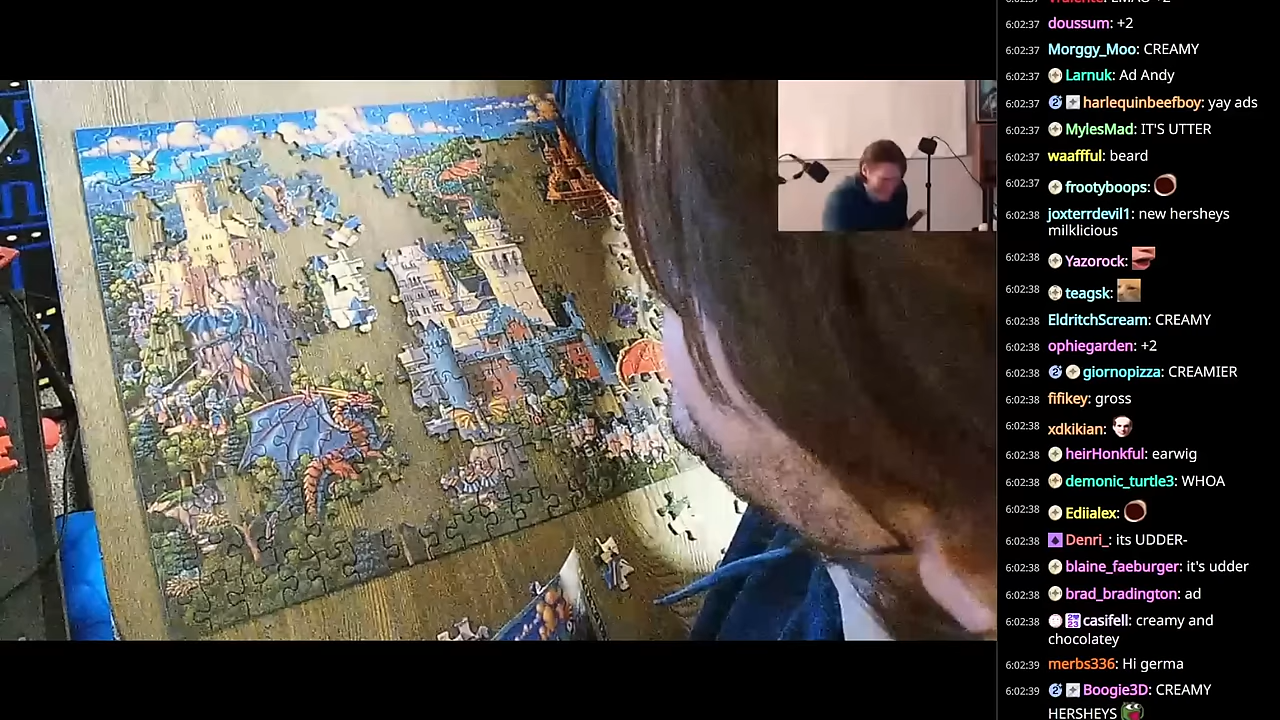 6:02:37
doussum: +2
6:02:37 Morggy_Moo: CREAMY
6:02:37 Larnuk: Ad Andy
6:02:37 harlequinbeefboy: yay ads
6:02:37 MylesMad: IT'S UTTER
6:02:37 waaffful: beard
6:02:37 frootyboops:
6:02:38 joxterrdevil1: new hersheys
milklicious
6:02:38 Yazorock:
6:02:38 teagsk:
6:02:38 EldritchScream: CREAMY
6:02:38 ophiegarden: +2
6:02:38 giornopizza: CREAMIER
6:02:38 fifikey: gross
6:02:38 xdkikian:
6:02:38 heirHonkful: earwig
6:02:38 demonic_turtle3: WHOA
6:02:38 Ediialex:
6:02:38 Denri_: its UDDER-
6:02:38 blaine_faeburger: it's udder
6:02:38 brad_bradington: ad
6:02:38 casifell: creamy and
chocolatey
6:02:39 merbs336: Hi germa
6:02:39 Boogie3D: CREAMY
HERSHEYS